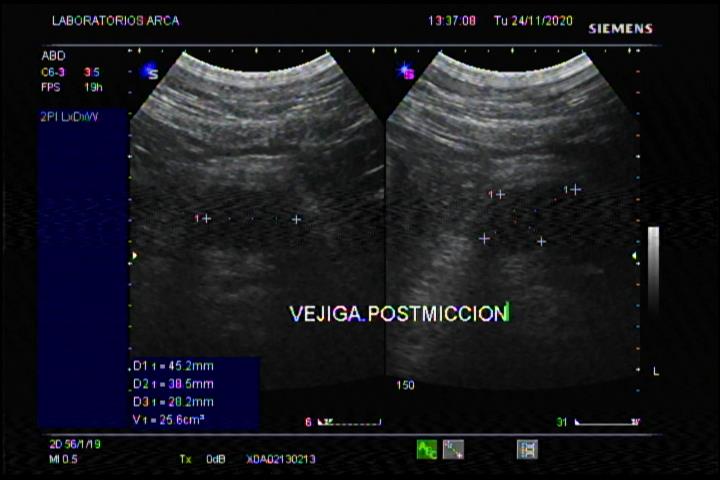 LABORATORIOS ARCA
13:37:08 Tu 24/11/2020
SIEMENS
ABD
C6-3 3.5
FPS 19h
2PI LxDxW
S
S
1
1
1
VEJIGA.POSTMICCION
D1 1 = 45.2mm
D2 1 = 38.5mm
D3 1 = 28.2mm
V 1 = 25.6cm³
150
L
6
31
2D 56/1/19
MI 0.5 Tx 0dB XDA02130213
ABC